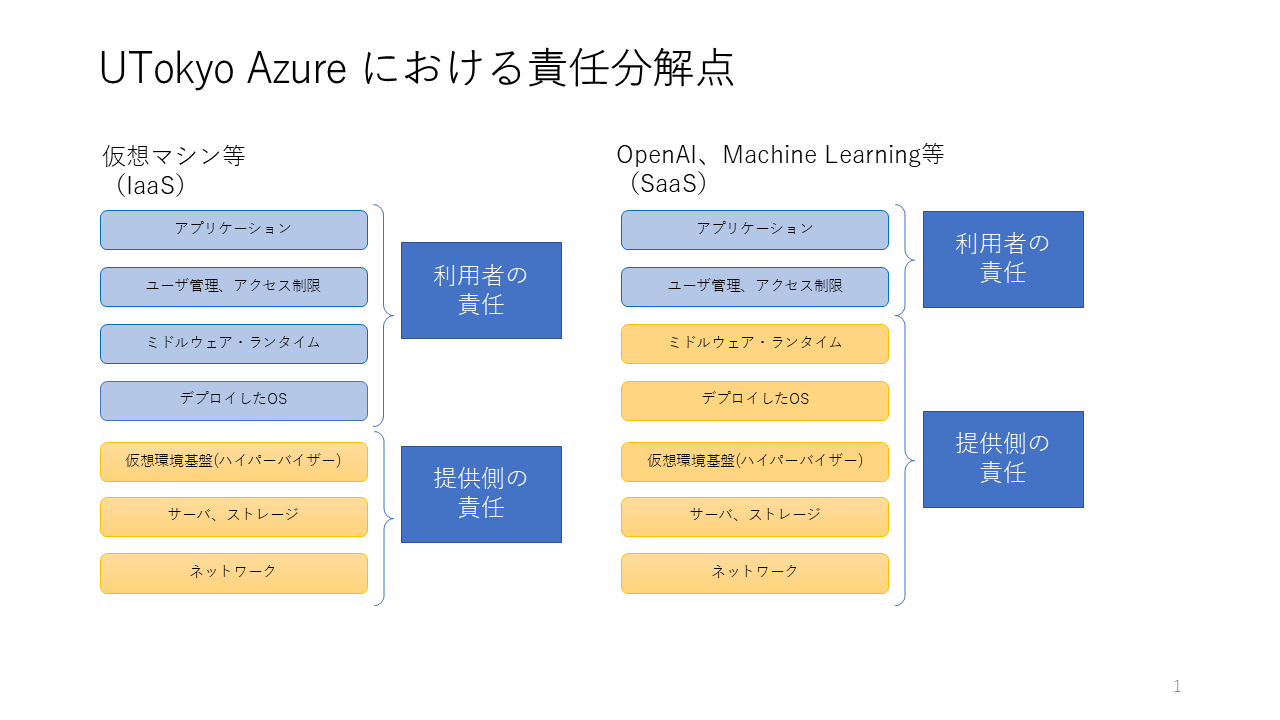 UTokyo Azure における責任分解点
仮想マシン等
（IaaS）
アプリケーション
ユーザ管理、アクセス制限
ミドルウェア・ランタイム
デプロイしたOS
仮想環境基盤(ハイパーバイザー)
サーバ、ストレージ
ネットワーク
利用者の
責任
提供側の
責任
OpenAI、Machine Learning等
（SaaS）
アプリケーション
ユーザ管理、アクセス制限
ミドルウェア・ランタイム
デプロイしたOS
仮想環境基盤(ハイパーバイザー)
サーバ、ストレージ
ネットワーク
利用者の
責任
提供側の
責任
1